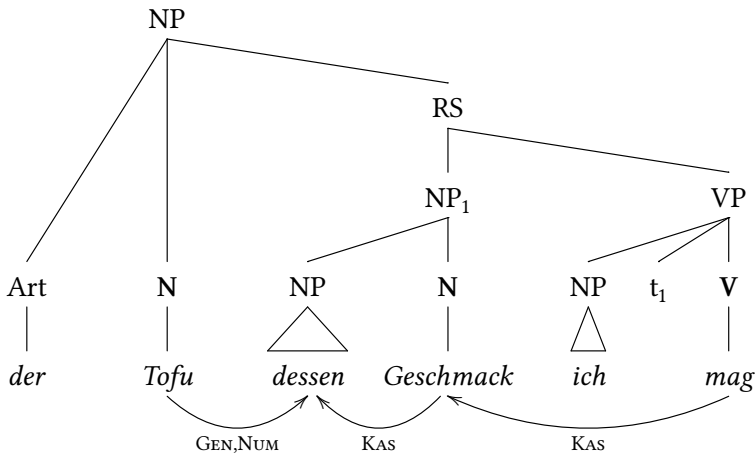 NP
RS
NP₁ VP
Art N NP N NP t₁ V
der Tofu dessen Geschmack ich mag
GEN,NUM KAS KAS